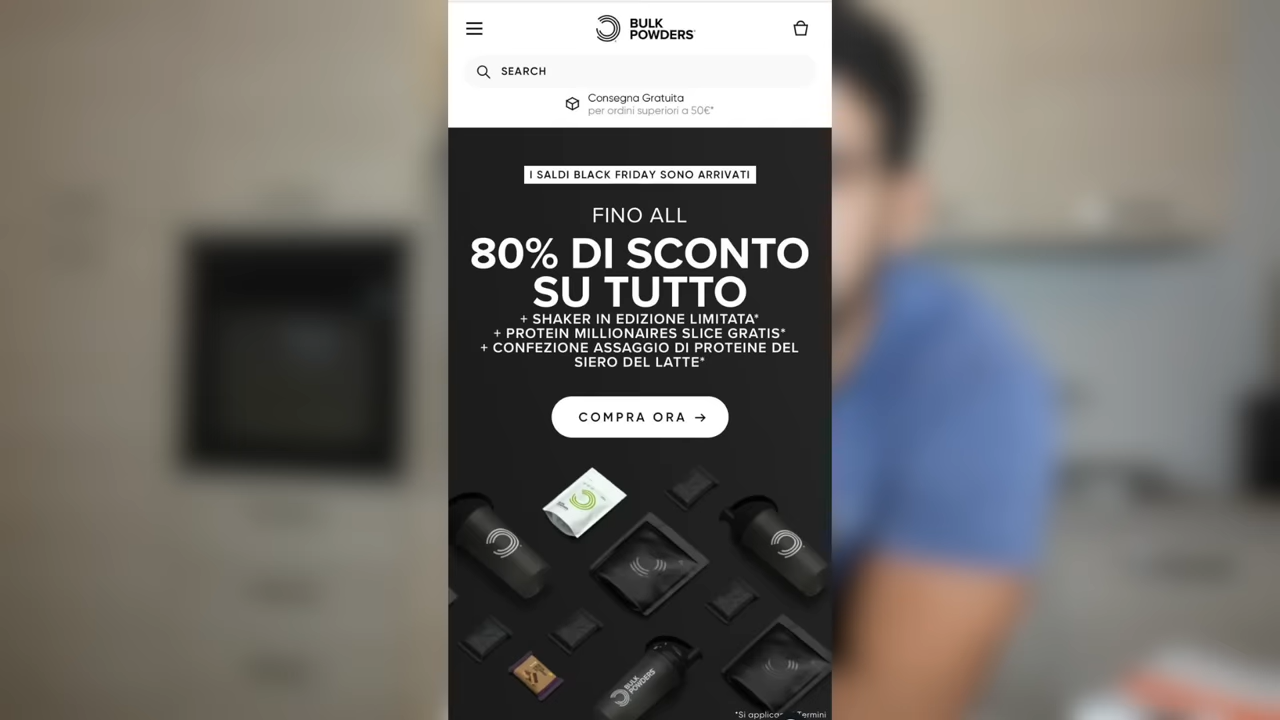 BULK
POWDERS
SEARCH
Consegna Gratuita
per ordini superiori a 50€*
I SALDI BLACK FRIDAY SONO ARRIVATI
FINO ALL
80% DI SCONTO
SU TUTTO
+ SHAKER IN EDIZIONE LIMITATA*
+ PROTEIN MILLIONAIRES SLICE GRATIS*
+ CONFEZIONE ASSAGGIO DI PROTEINE DEL
SIERO DEL LATTE*
COMPRA ORA →
BULK
POWDERS
*Si Termini